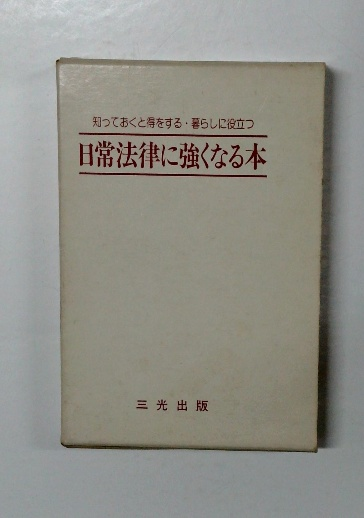 知っておくと得をする・暮らしに役立つ
日常法律に強くなる本
三光出版